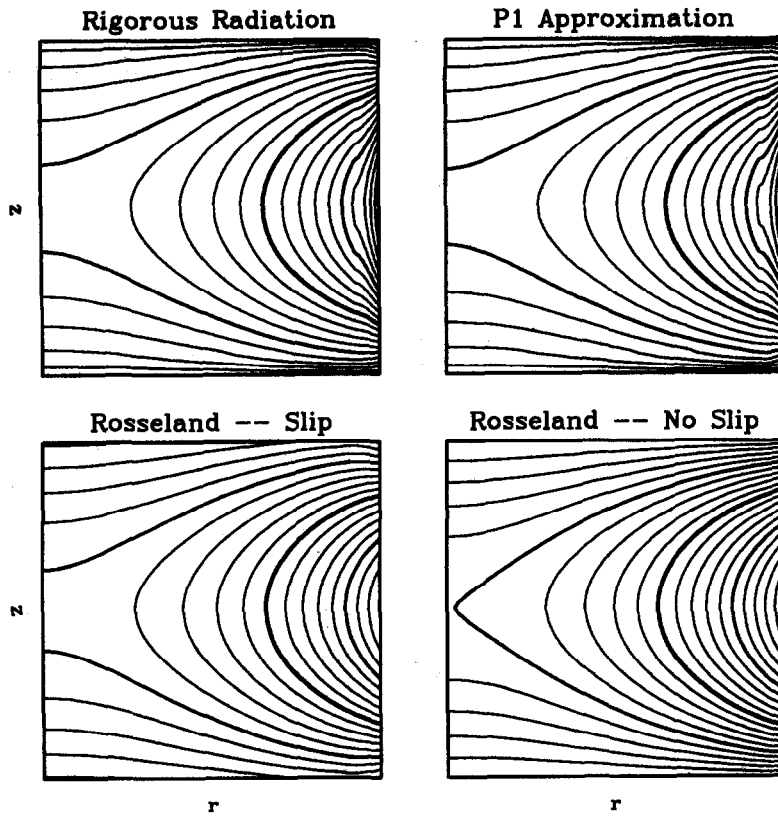 Rigorous Radiation
P1 Approximation
z
Rosseland -- Slip
Rosseland -- No Slip
z
r
r